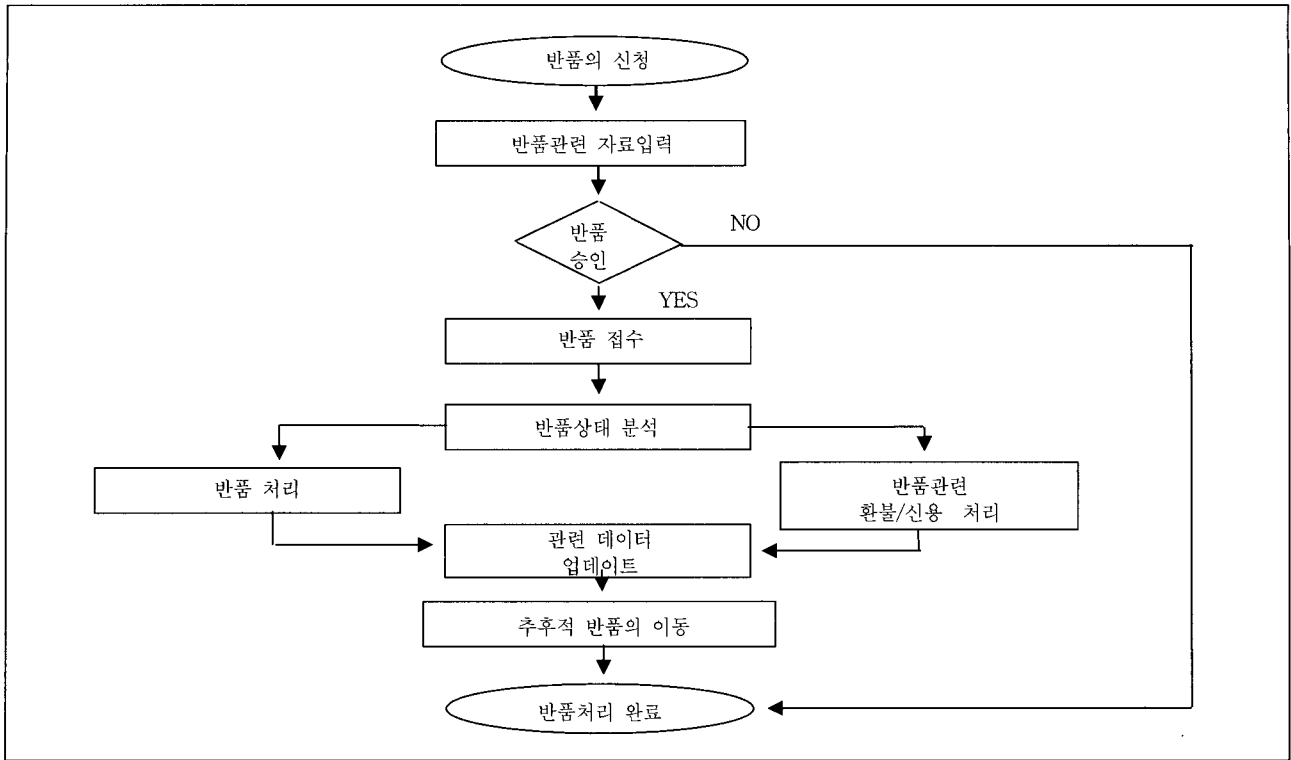 반품의 신청
반품관련 자료입력
반품
승인
NO
YES
반품 접수
반품상태 분석
반품 처리
반품관련
환불/신용 처리
관련 데이터
업데이트
추후적 반품의 이동
반품처리 완료